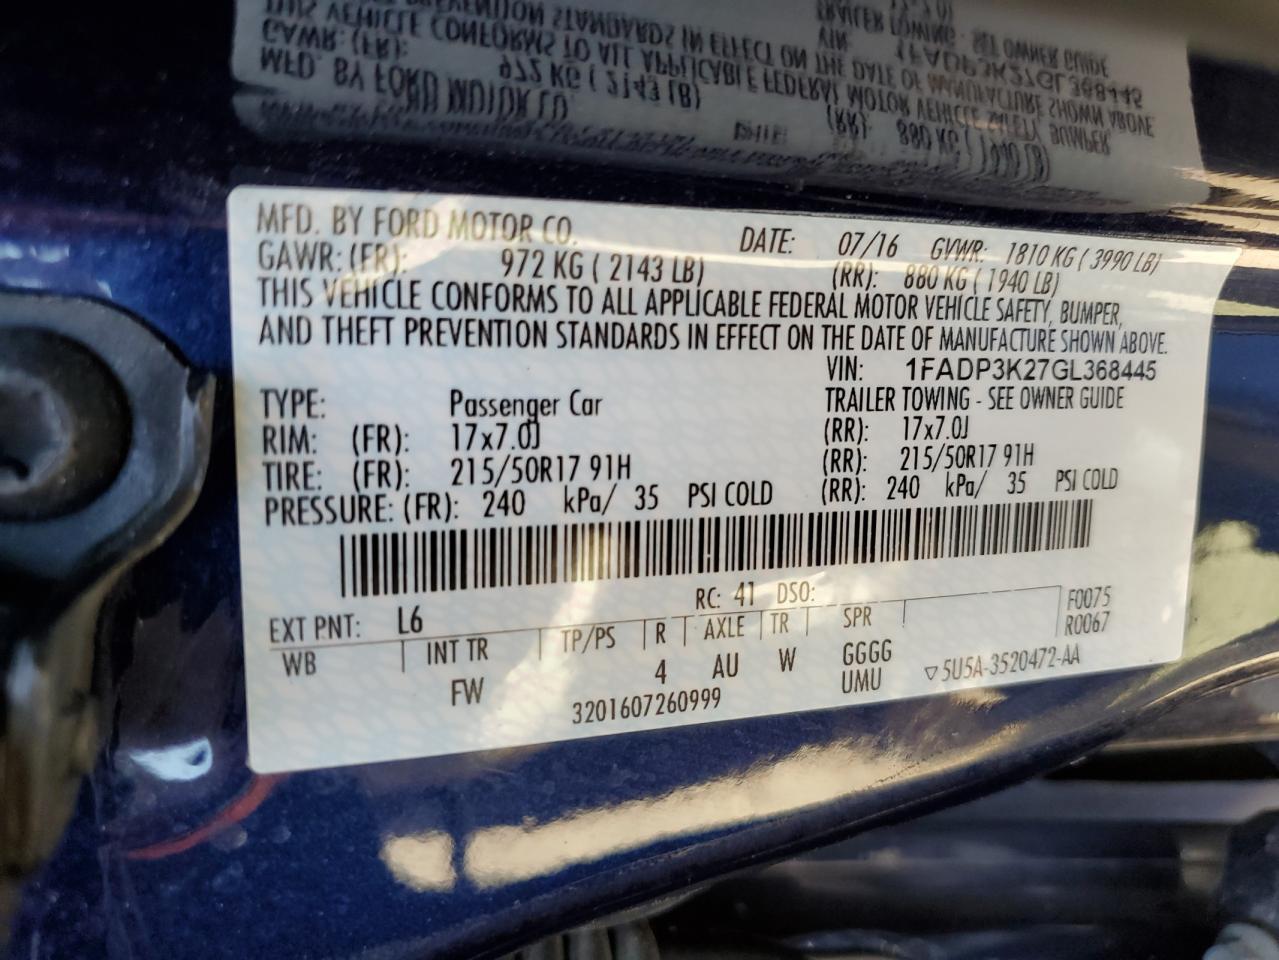 MFD. BY FORD MOTOR CO.
DATE: 07/16 GVWR: 1810 KG ( 3990 LB)
GAWR: (FR): 972 KG ( 2143 LB) (RR): 880 KG ( 1940 LB)
THIS VEHICLE CONFORMS TO ALL APPLICABLE FEDERAL MOTOR VEHICLE SAFETY, BUMPER,
AND THEFT PREVENTION STANDARDS IN EFFECT ON THE DATE OF MANUFACTURE SHOWN ABOVE.
VIN: 1FADP3K27GL368445
TYPE: Passenger Car TRAILER TOWING - SEE OWNER GUIDE
RIM: (FR): 17x7.0J (RR): 17x7.0J
TIRE: (FR): 215/50R17 91H (RR): 215/50R17 91H
PRESSURE: (FR): 240 kPa/ 35 PSI COLD (RR): 240 kPa/ 35 PSI COLD
EXT PNT: L6 RC: 41 DSO: F0075
WB INT TR TP/PS R AXLE TR SPR R0067
FW 4 AU W GGGG
UMU ▽5U5A-3520472-AA
3201607260999